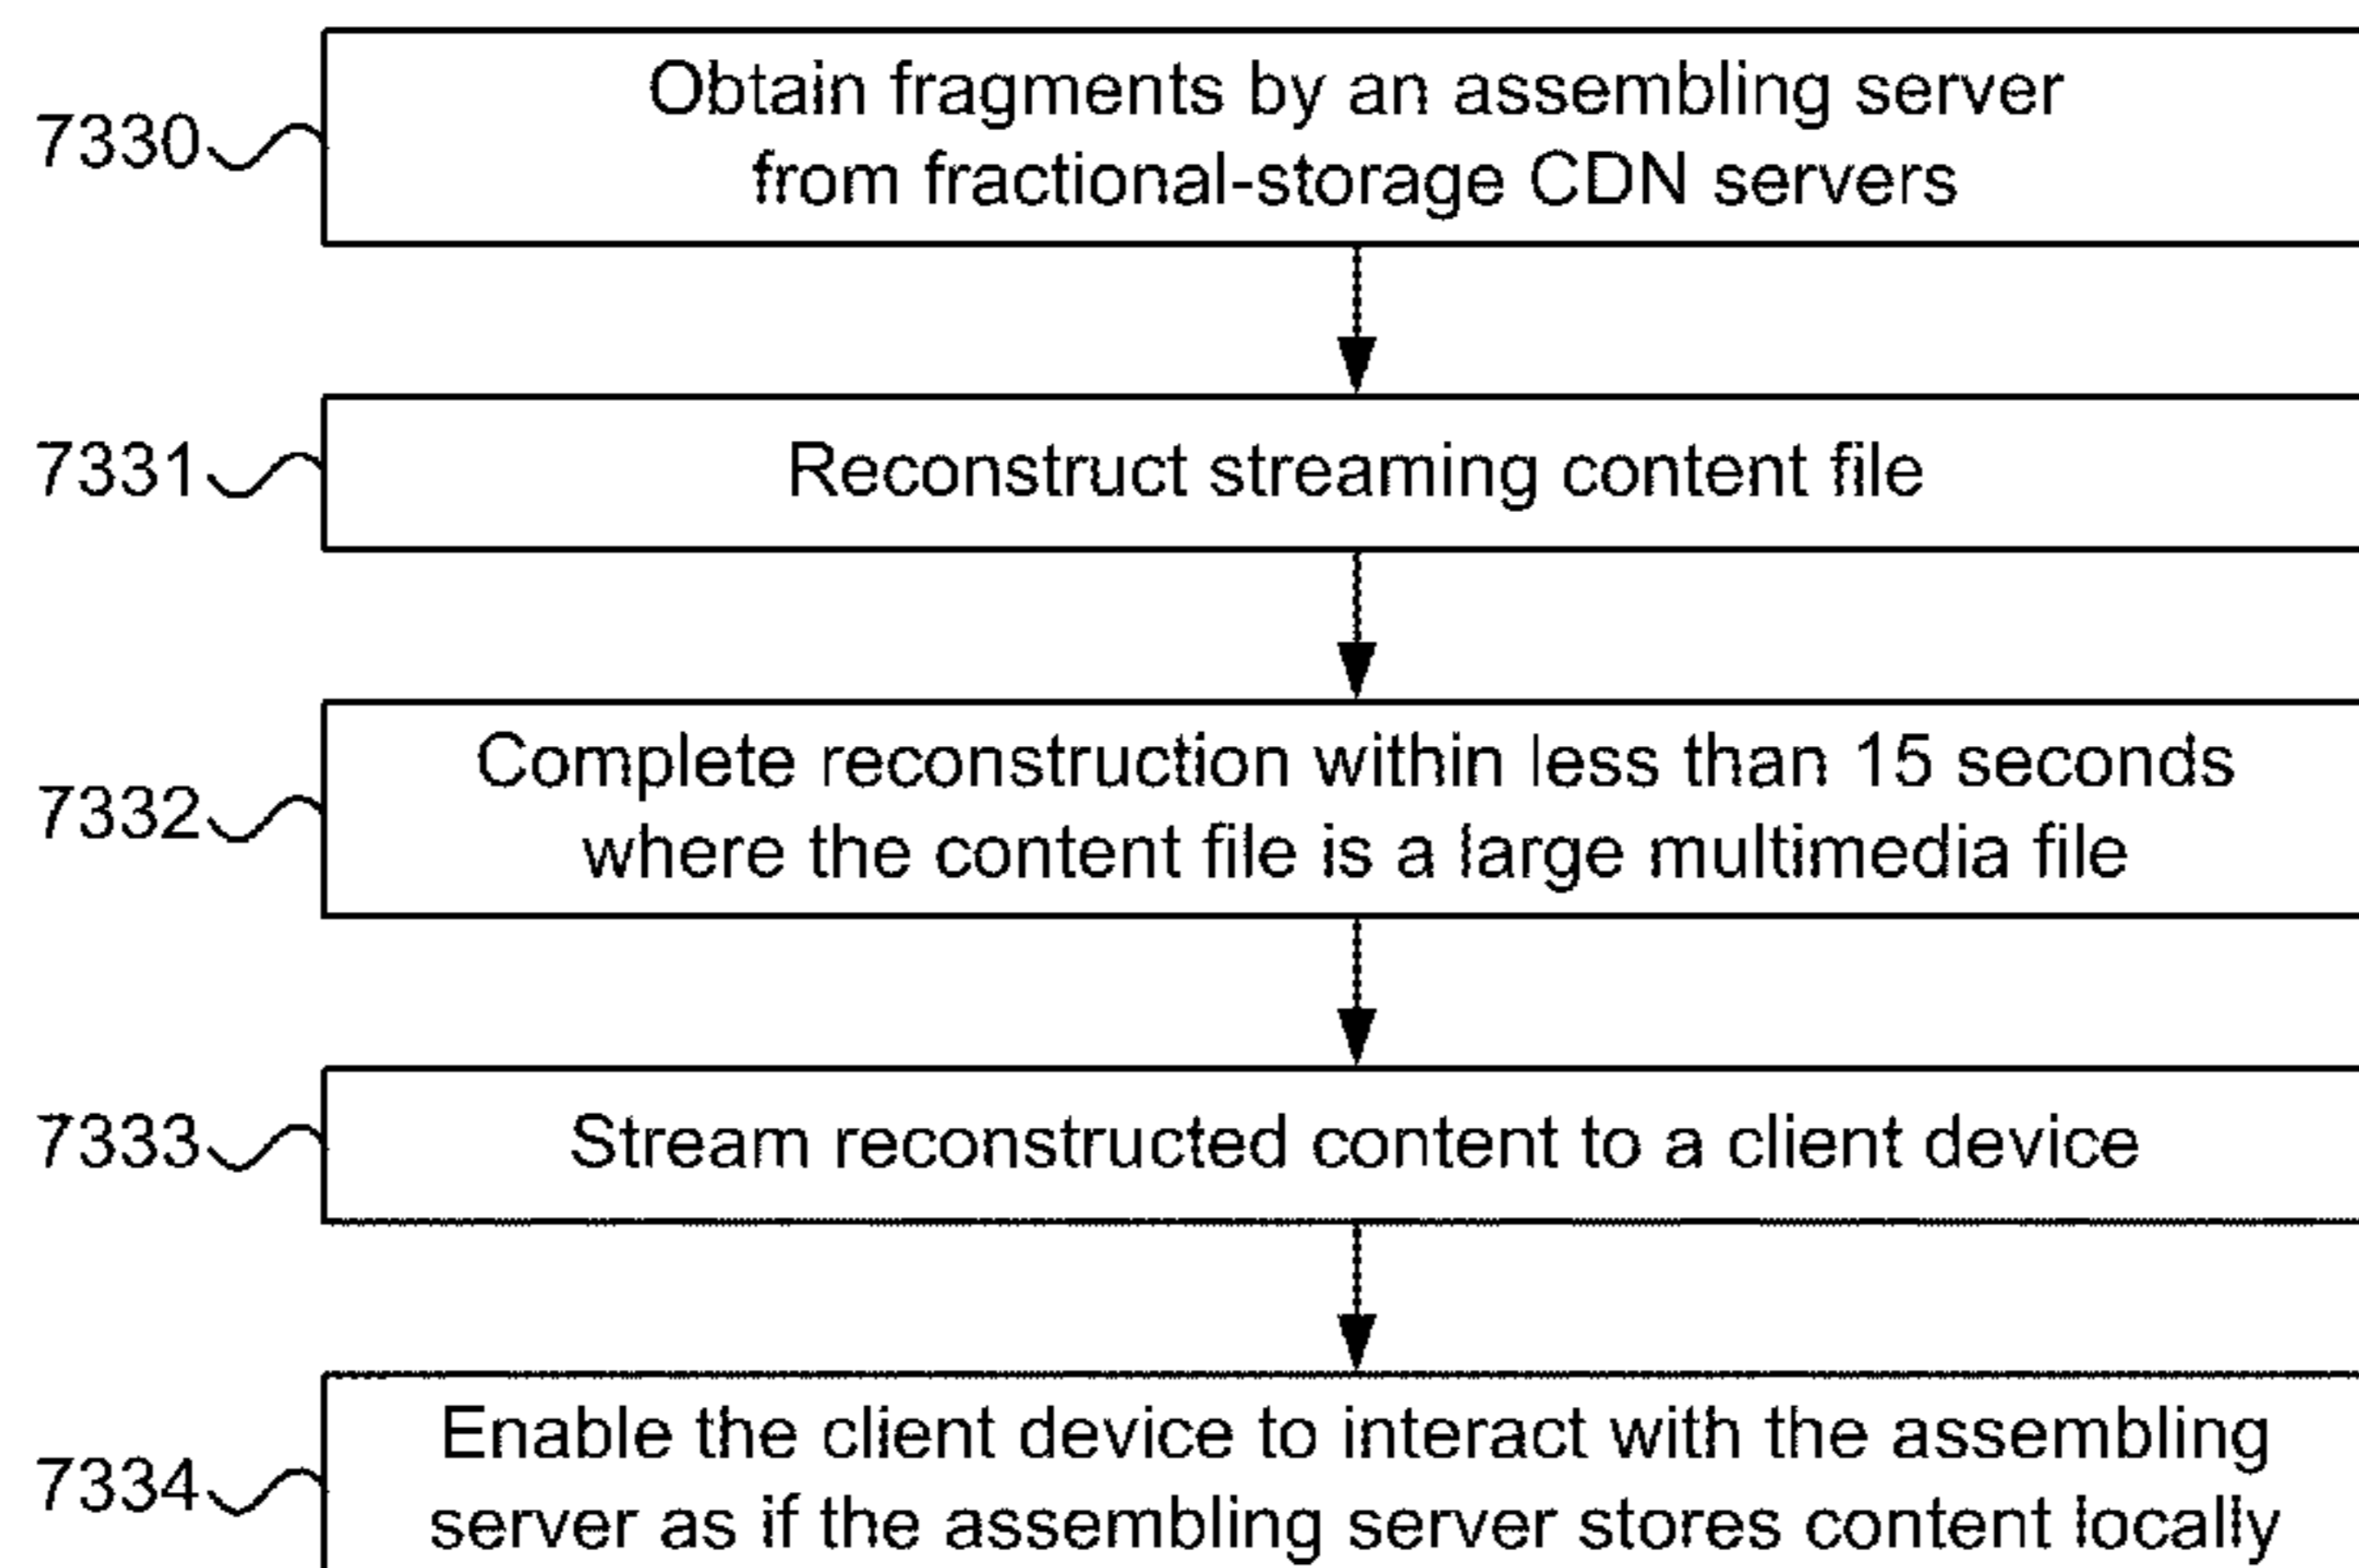 Obtain fragments by an assembling server
7330
from fractional-storage CDN servers
7331
Reconstruct streaming content file
Complete reconstruction within less than 15 seconds
7332
where the content file is a large multimedia file
7333
Stream reconstructed content to a client device
Enable the client device to interact with the assembling
7334
server as if the assembling server stores content locally